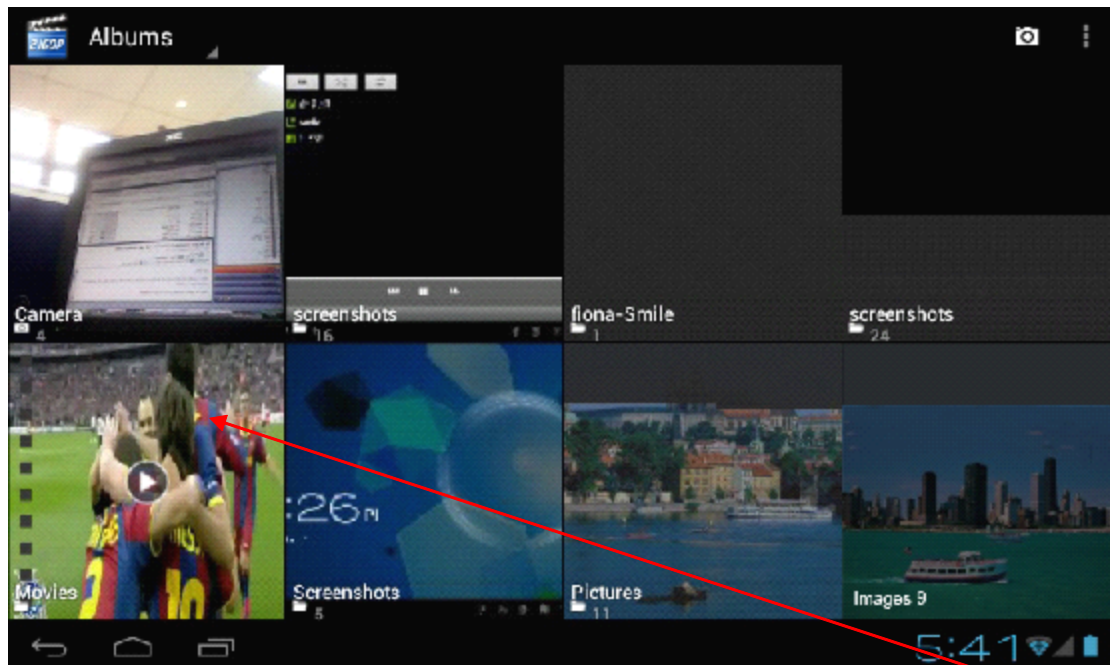 Albums
Camera
4
screenshots
16
fiona-Smile
1
screenshots
24
:26
Movies
Screenshots
5
Pictures
11
Images 9
5:41